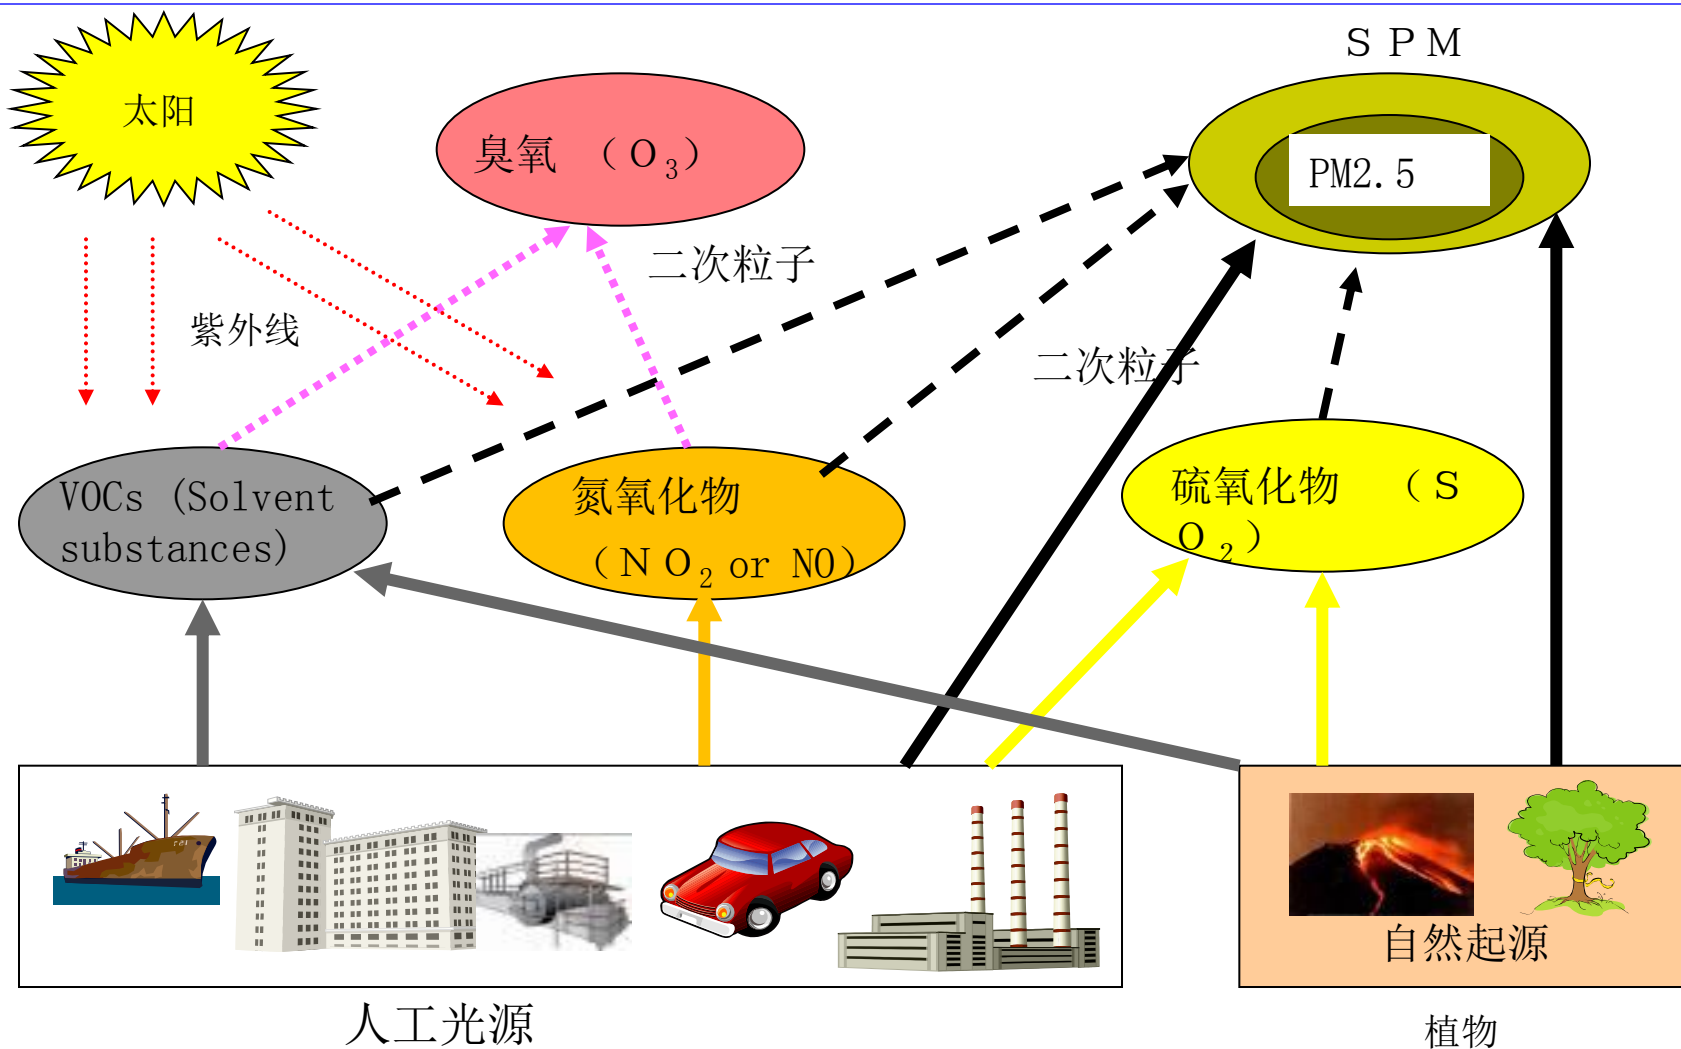 ＳＰＭ
太阳
臭氧 （Ｏ₃）
PM2.5
二次粒子
紫外线
二次粒子
VOCs (Solvent
substances)
氮氧化物
（ＮＯ₂ or NO）
硫氧化物 （Ｓ
Ｏ₂）
自然起源
人工光源
植物